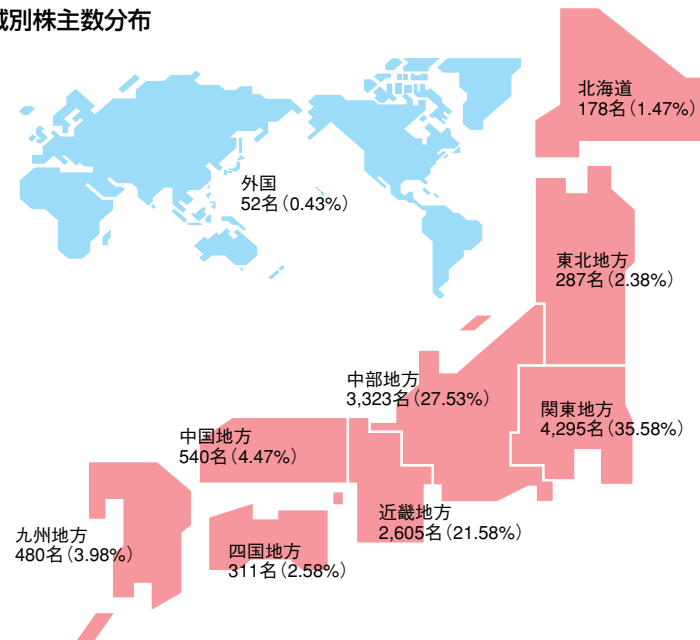 域別株主数分布
北海道
178名(1.47%)
外国
52名(0.43%)
東北地方
287名(2.38%)
中部地方
3,323名(27.53%)
関東地方
4,295名(35.58%)
中国地方
540名(4.47%)
近畿地方
2,605名(21.58%)
九州地方
480名(3.98%)
四国地方
311名(2.58%)